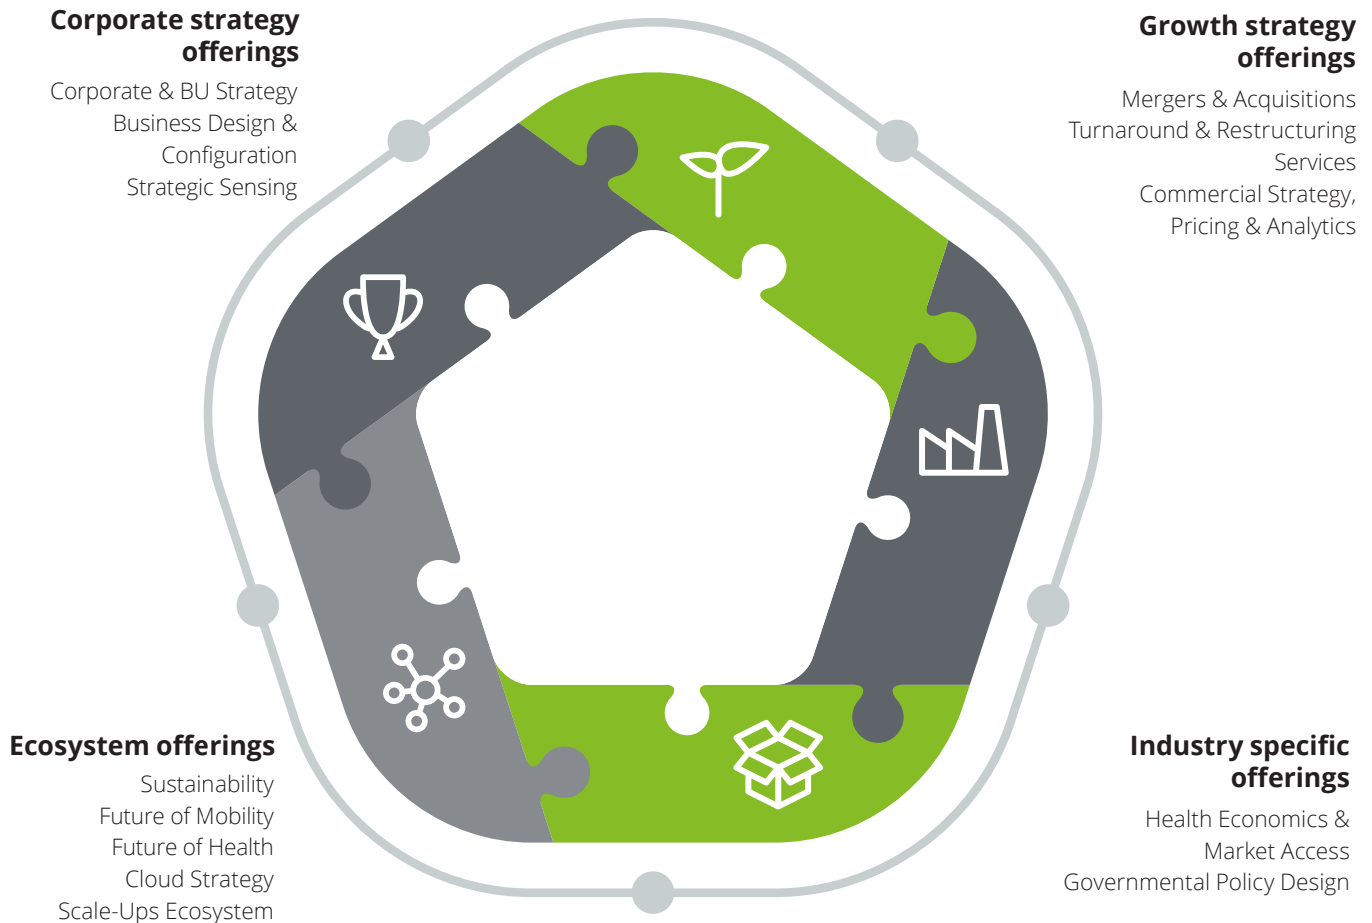 Corporate strategy
offerings
Corporate & BU Strategy
Business Design &
Configuration
Strategic Sensing
Growth strategy
offerings
Mergers & Acquisitions
Turnaround & Restructuring
Services
Commercial Strategy,
Pricing & Analytics
Ecosystem offerings
Sustainability
Future of Mobility
Future of Health
Cloud Strategy
Scale-Ups Ecosystem
Industry specific
offerings
Health Economics &
Market Access
Governmental Policy Design